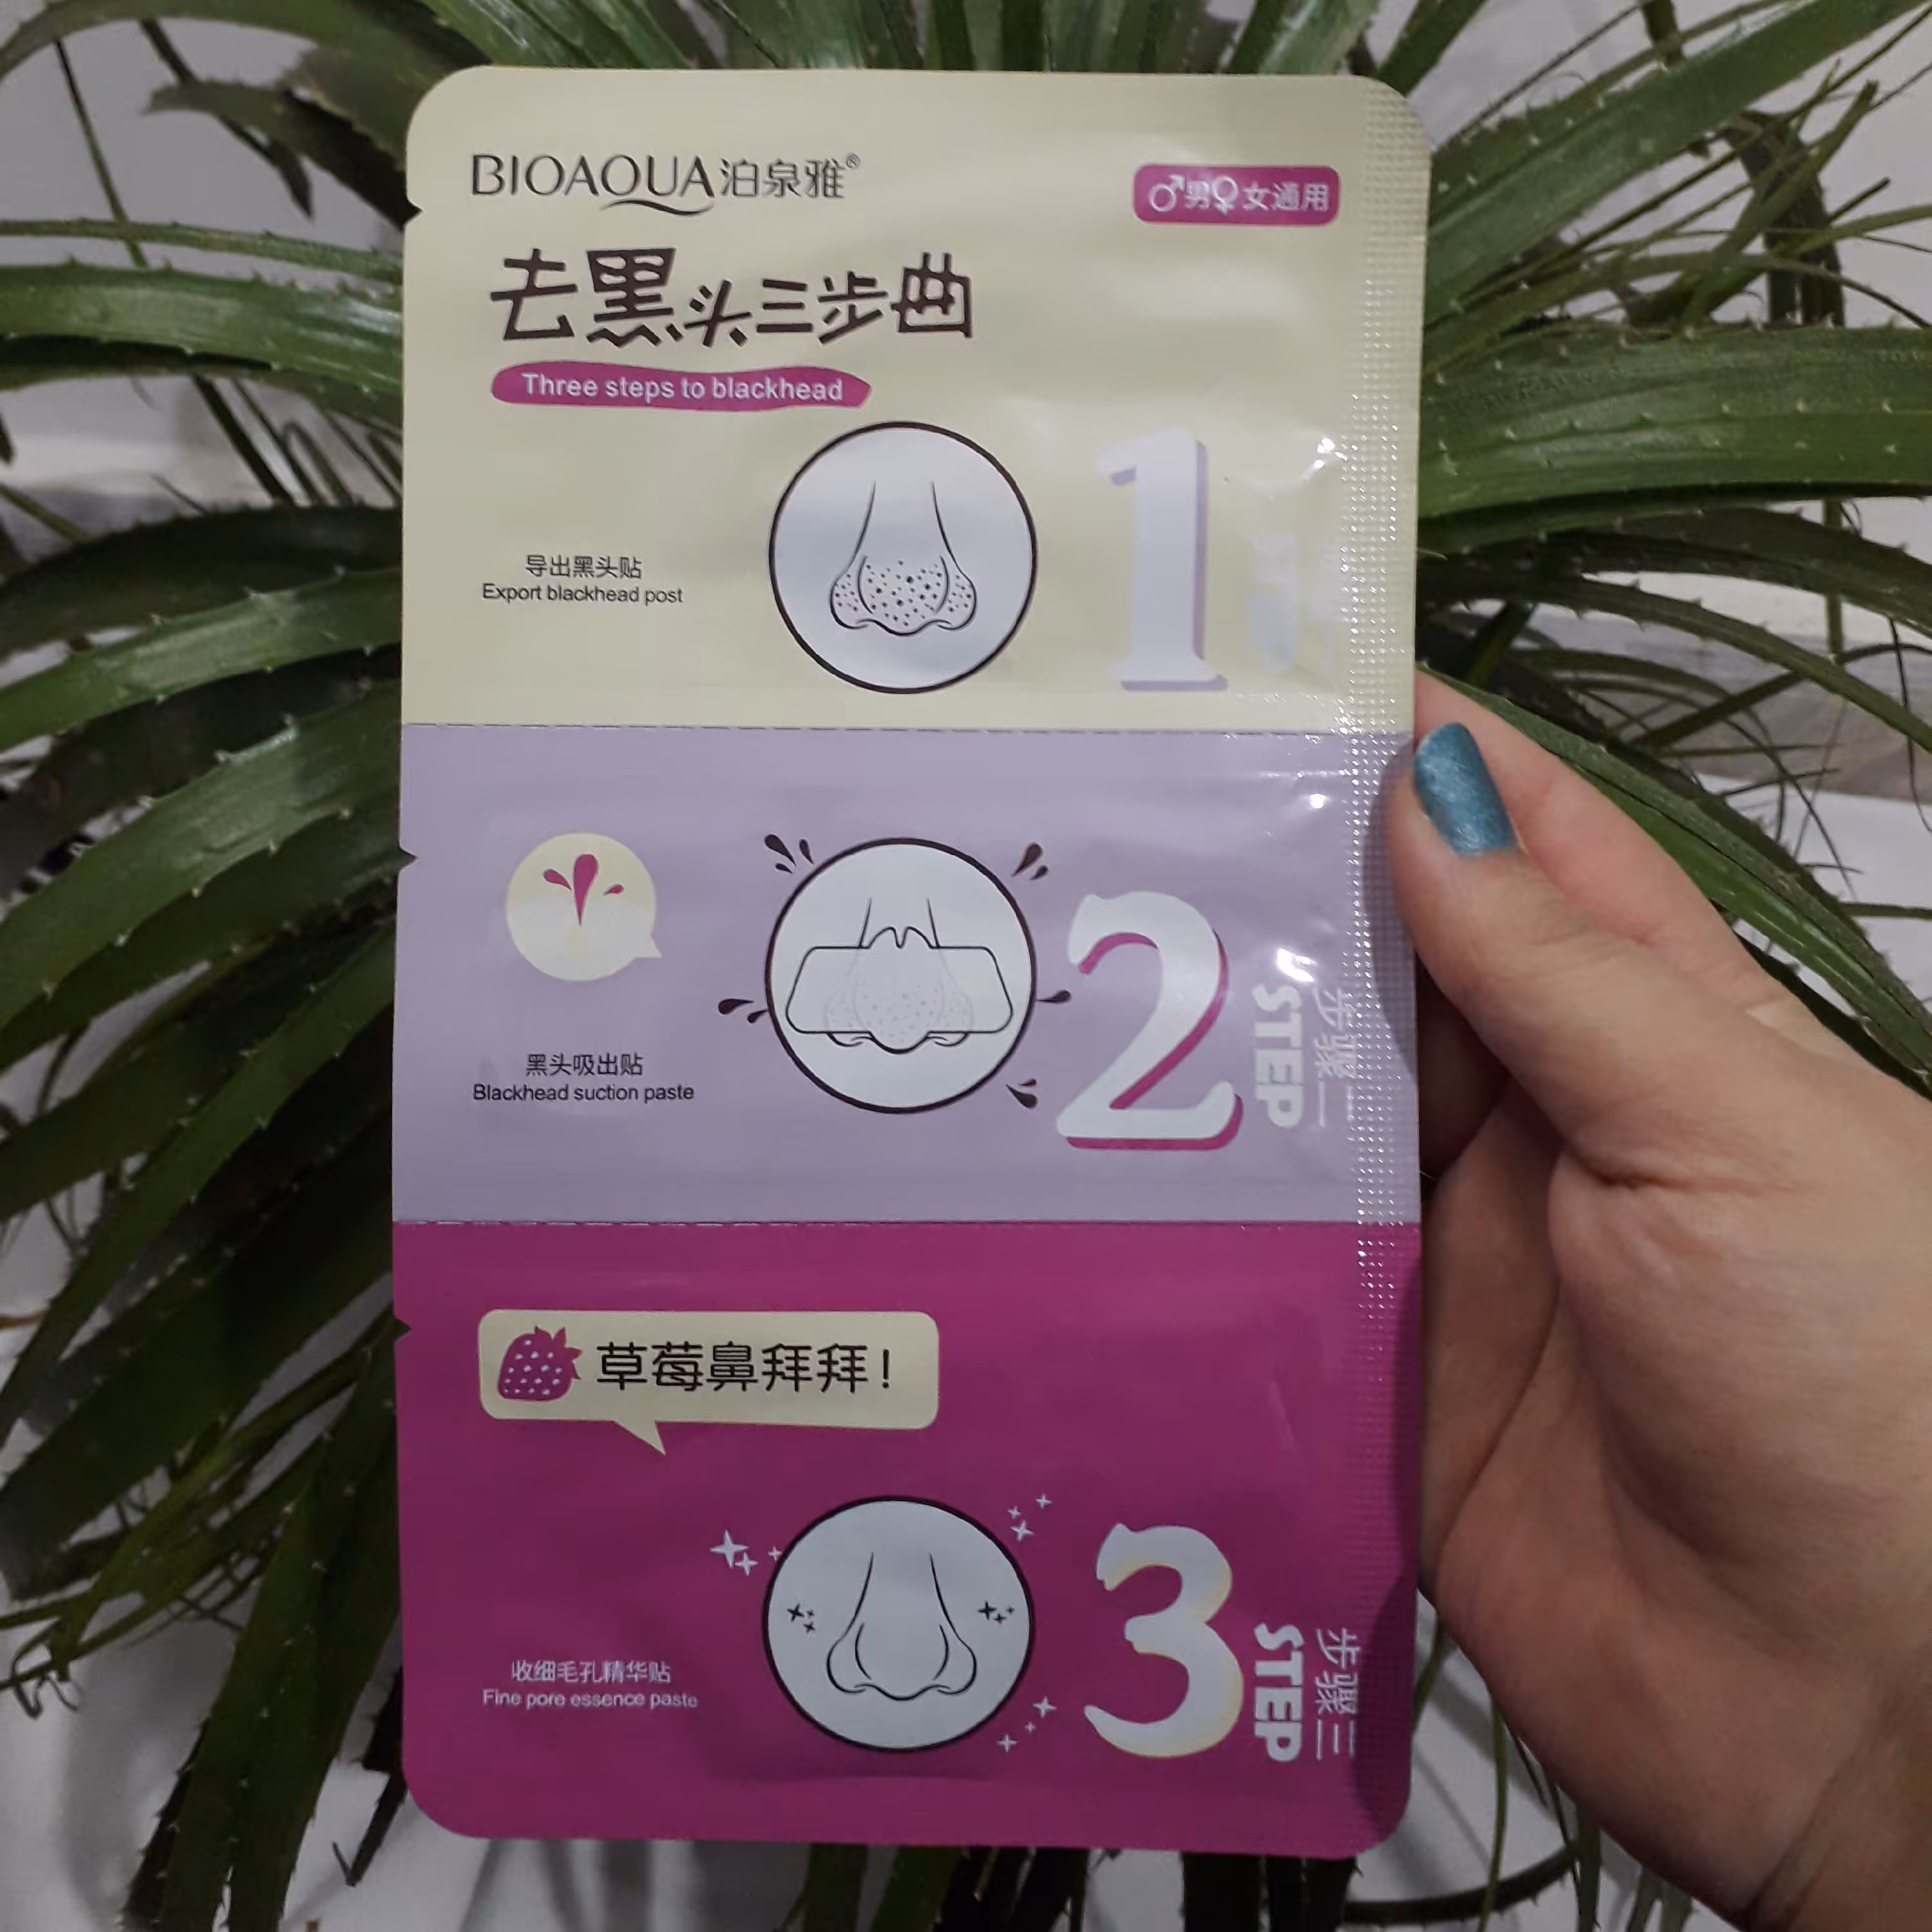 BIOAQUA泊泉雅®
♂男♀女通用
去黑头三步曲
Three steps to blackhead
导出黑头贴
Export blackhead post
1
黑头吸出贴
Blackhead suction paste
2
STEP
步骤二
草莓鼻拜拜!
收细毛孔精华贴
Fine pore essence paste
3
STEP
步骤三